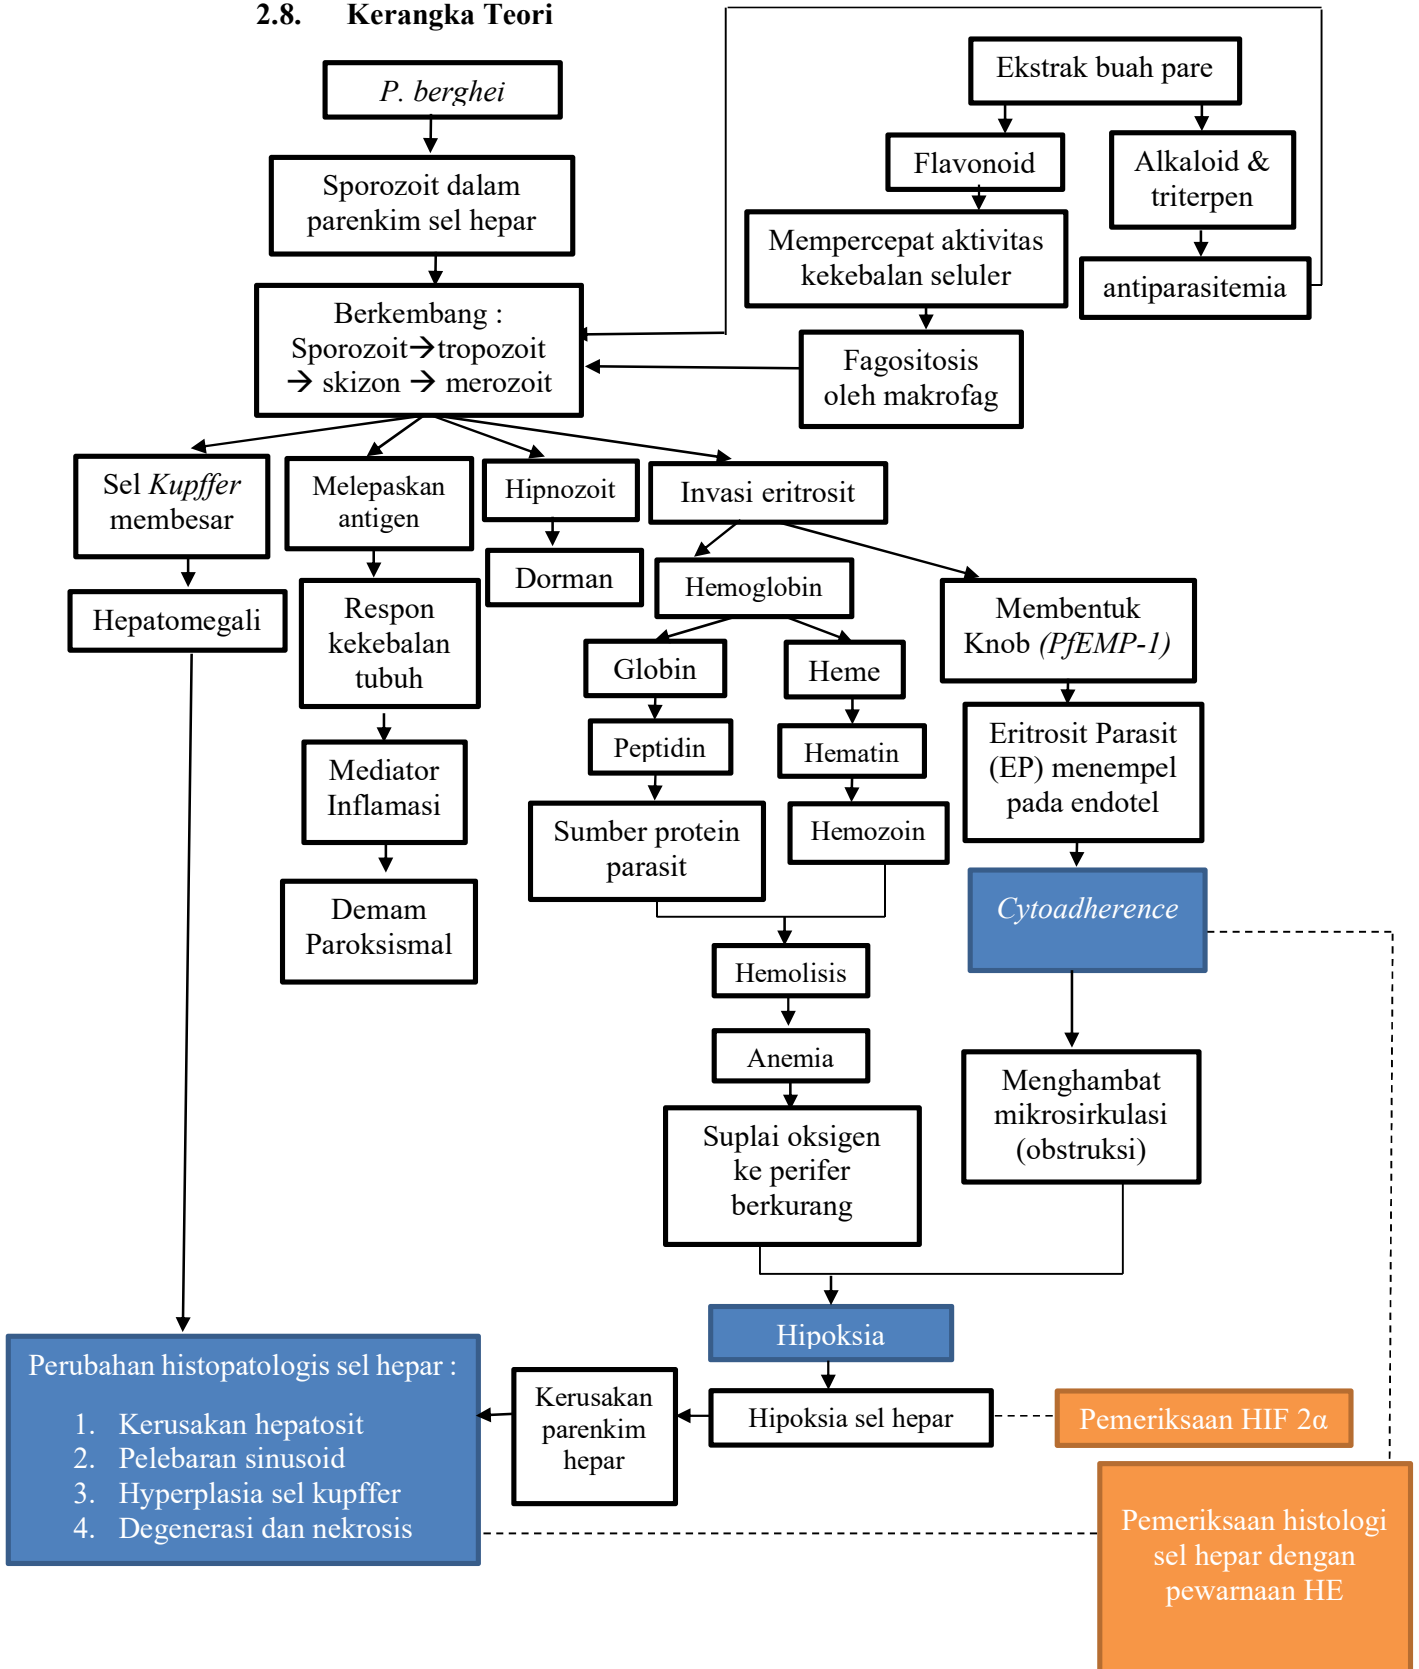 2.8. Kerangka Teori
P. berghei
Ekstrak buah pare
Flavonoid
Alkaloid &
triterpen
Sporozoit dalam
parenkim sel hepar
Mempercepat aktivitas
kekebalan seluler
antiparasitemia
Berkembang :
Sporozoit→tropozoit
→ skizon → merozoit
Fagositosis
oleh makrofag
Sel Kupffer
membesar
Melepaskan
antigen
Hipnozoit
Invasi eritrosit
Hepatomegali
Respon
kekebalan
tubuh
Dorman
Hemoglobin
Membentuk
Knob (PfEMP-1)
Globin
Heme
Peptidin
Hematin
Eritrosit Parasit
(EP) menempel
pada endotel
Mediator
Inflamasi
Sumber protein
parasit
Hemozoin
Demam
Paroksismal
Cytoadherence
Hemolisis
Anemia
Menghambat
mikrosirkulasi
(obstruksi)
Suplai oksigen
ke perifer
berkurang
Hipoksia
Perubahan histopatologis sel hepar :
1. Kerusakan hepatosit
2. Pelebaran sinusoid
3. Hyperplasia sel kupffer
4. Degenerasi dan nekrosis
Kerusakan
parenkim
hepar
Hipoksia sel hepar
Pemeriksaan HIF 2α
Pemeriksaan histologi
sel hepar dengan
pewarnaan HE